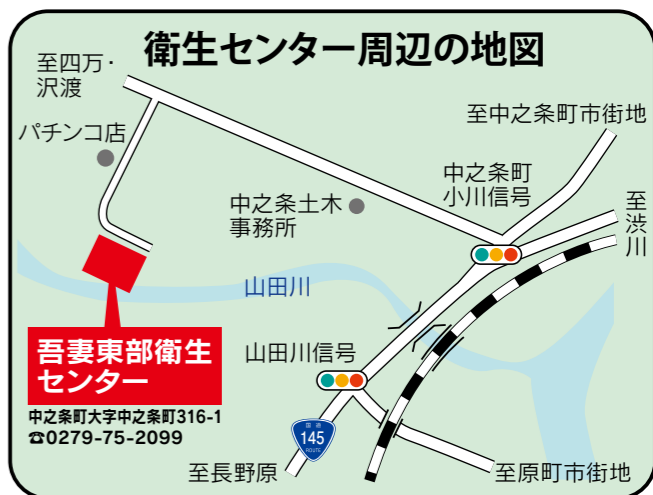 衛生センター周辺の地図
至四万・
沢渡
パチンコ店
至中之条町市街地
中之条町
小川信号
至渋川
中之条土木
事務所
山田川
吾妻東部衛生
センター
山田川信号
中之条町大字中之条町316-1
☎0279-75-2099
国道
145
ROUTE
至長野原
至原町市街地